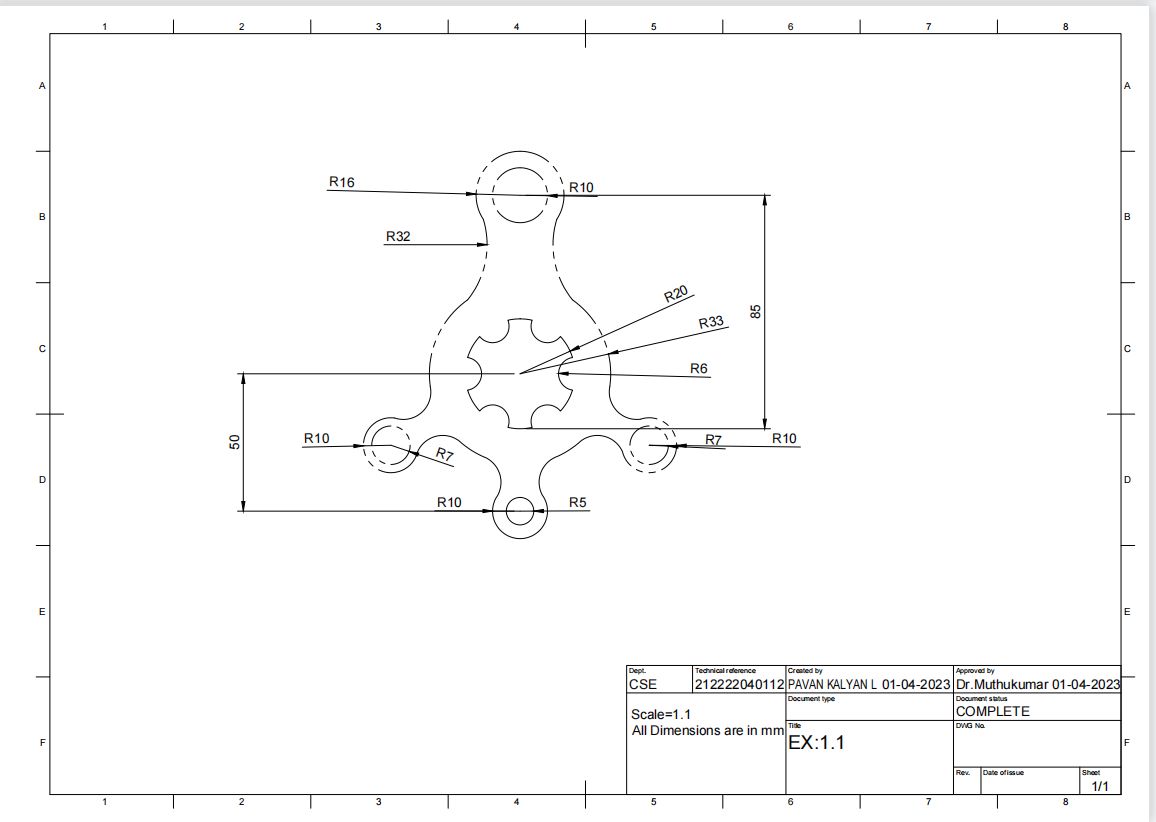 1 2 3 4 5 6 7 8
A A
R16
R10
B B
R32
R20
85
R33
C C
R6
50
R10
R7
R7
R10
D D
R10
R5
E E
Dept.
CSE
Technical reference
212222040112
Created by
PAVAN KALYAN L 01-04-2023
Approved by
Dr.Muthukumar 01-04-2023
Document type
Document status
COMPLETE
Scale=1.1
All Dimensions are in mm
Title
EX:1.1
DWG No.
F F
Rev.
Date of issue
Sheet
1/1
1 2 3 4 5 6 7 8